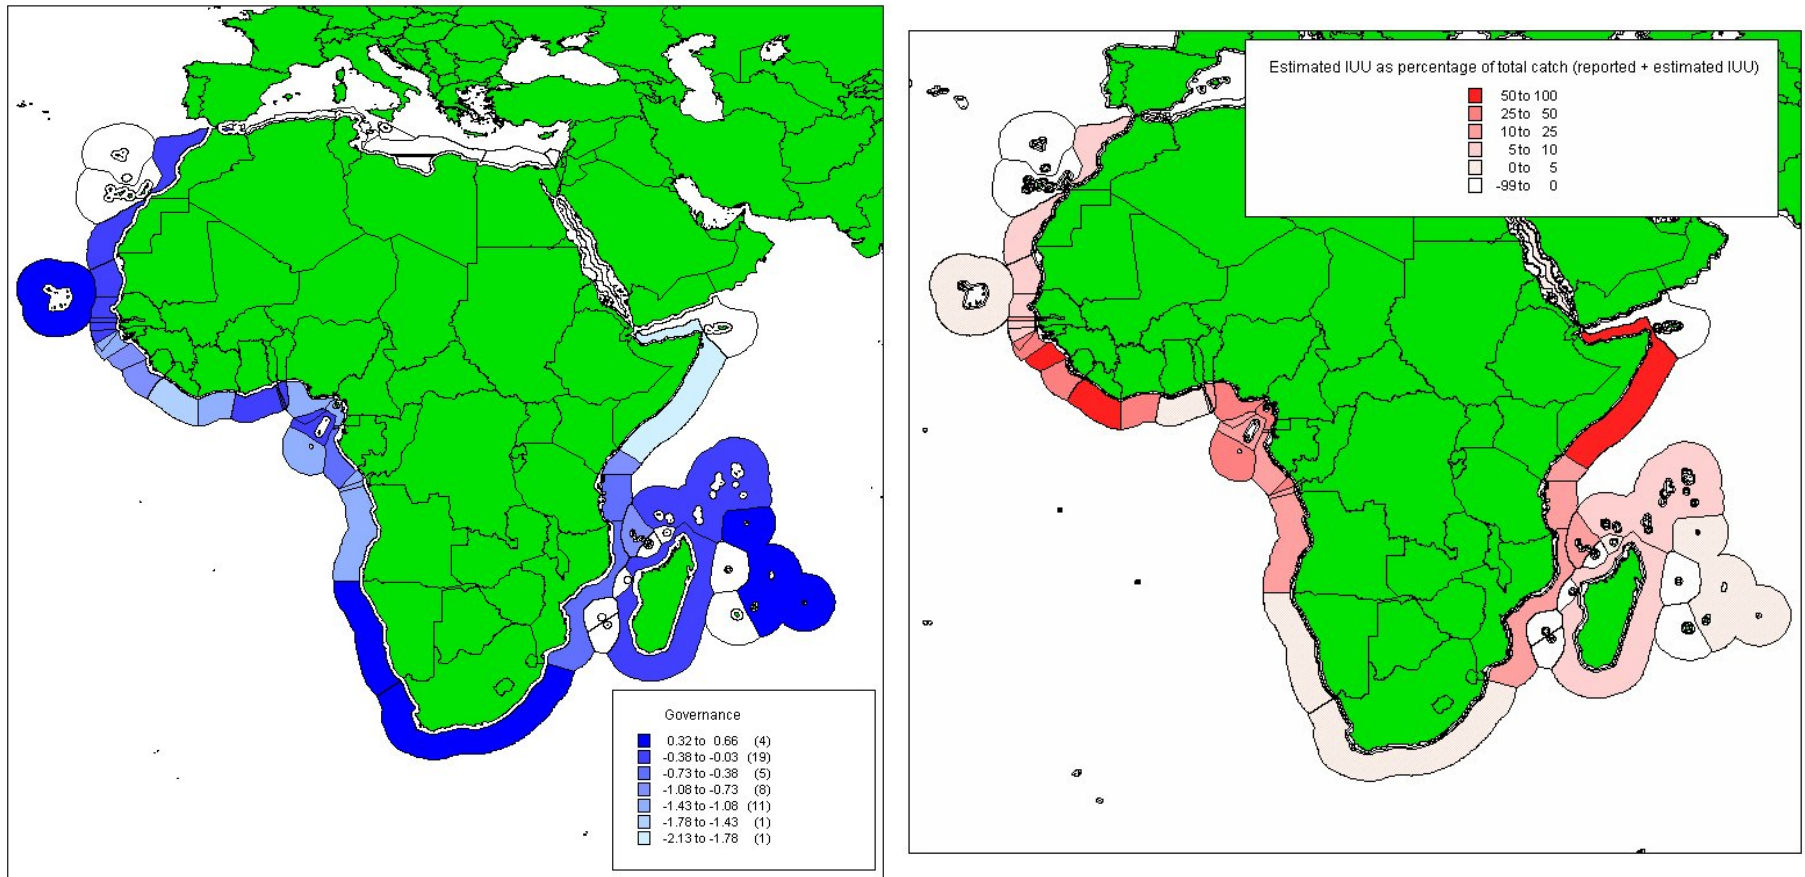 Governance
0.32 to 0.66 (4)
-0.38 to -0.03 (19)
-0.73 to -0.38 (5)
-1.08 to -0.73 (8)
-1.43 to -1.08 (11)
-1.78 to -1.43 (1)
-2.13 to -1.78 (1)
Estimated IUU as percentage of total catch (reported + estimated IUU)
50 to 100
25 to 50
10 to 25
5 to 10
0 to 5
-99 to 0